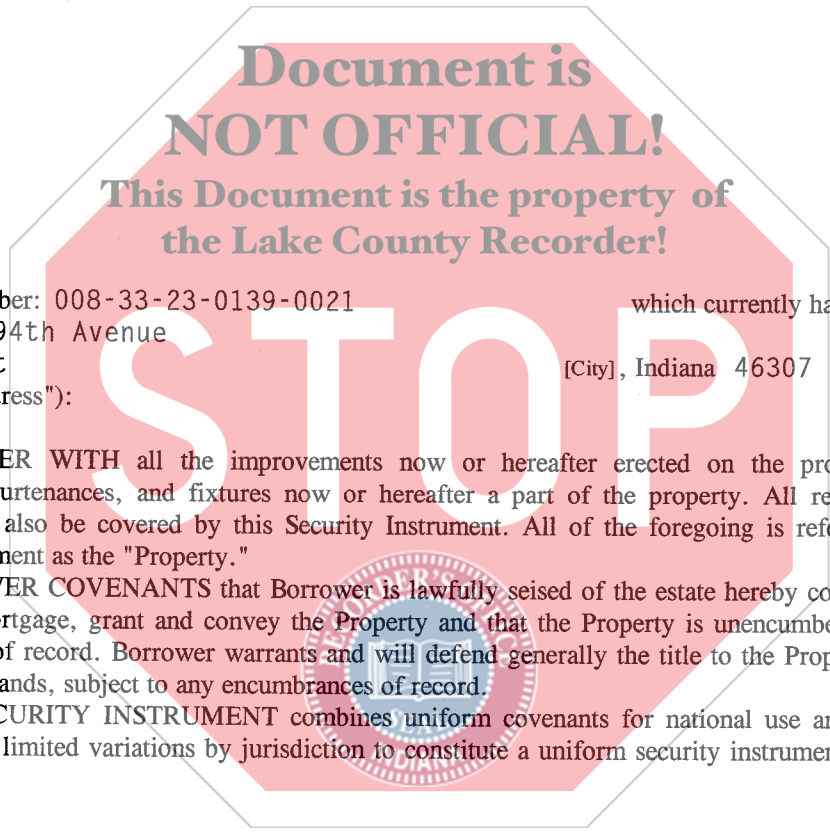 Document is
NOT OFFICIAL!
This Document is the property of
the Lake County Recorder!
ber: 008-33-23-0139-0021 which currently ha
94th Avenue
[City], Indiana 46307
ress"):
STOP
ER WITH all the improvements now or hereafter erected on the pro
urtenances, and fixtures now or hereafter a part of the property. All re
also be covered by this Security Instrument. All of the foregoing is refe
ment as the "Property."
VER COVENANTS that Borrower is lawfully seised of the estate hereby co
rtgage, grant and convey the Property and that the Property is unencumbe
of record. Borrower warrants and will defend generally the title to the Prop
ands, subject to any encumbrances of record.
CURITY INSTRUMENT combines uniform covenants for national use an
limited variations by jurisdiction to constitute a uniform security instrumen
RECORDER'S OFFICE
SEAL
INDIANA